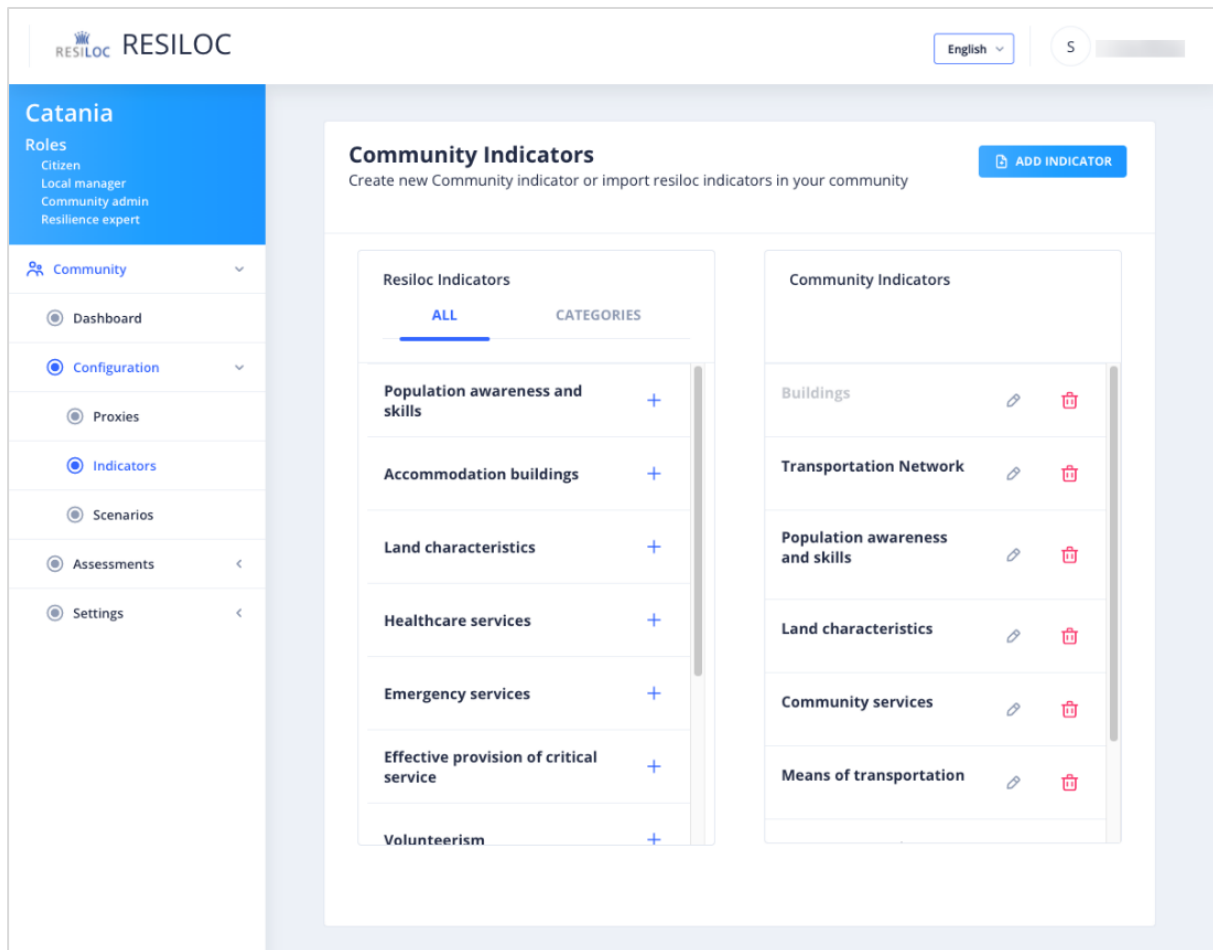 RESILOC RESILOC
English
S
Catania
Roles
Citizen
Local manager
Community admin
Resilience expert
Community
Dashboard
Configuration
Proxies
Indicators
Scenarios
Assessments
Settings
Community Indicators
Create new Community indicator or import resiloc indicators in your community
ADD INDICATOR
Resiloc Indicators
ALL CATEGORIES
Population awareness and
skills
Accommodation buildings
Land characteristics
Healthcare services
Emergency services
Effective provision of critical
service
Volunteerism
Community Indicators
Buildings
Transportation Network
Population awareness
and skills
Land characteristics
Community services
Means of transportation